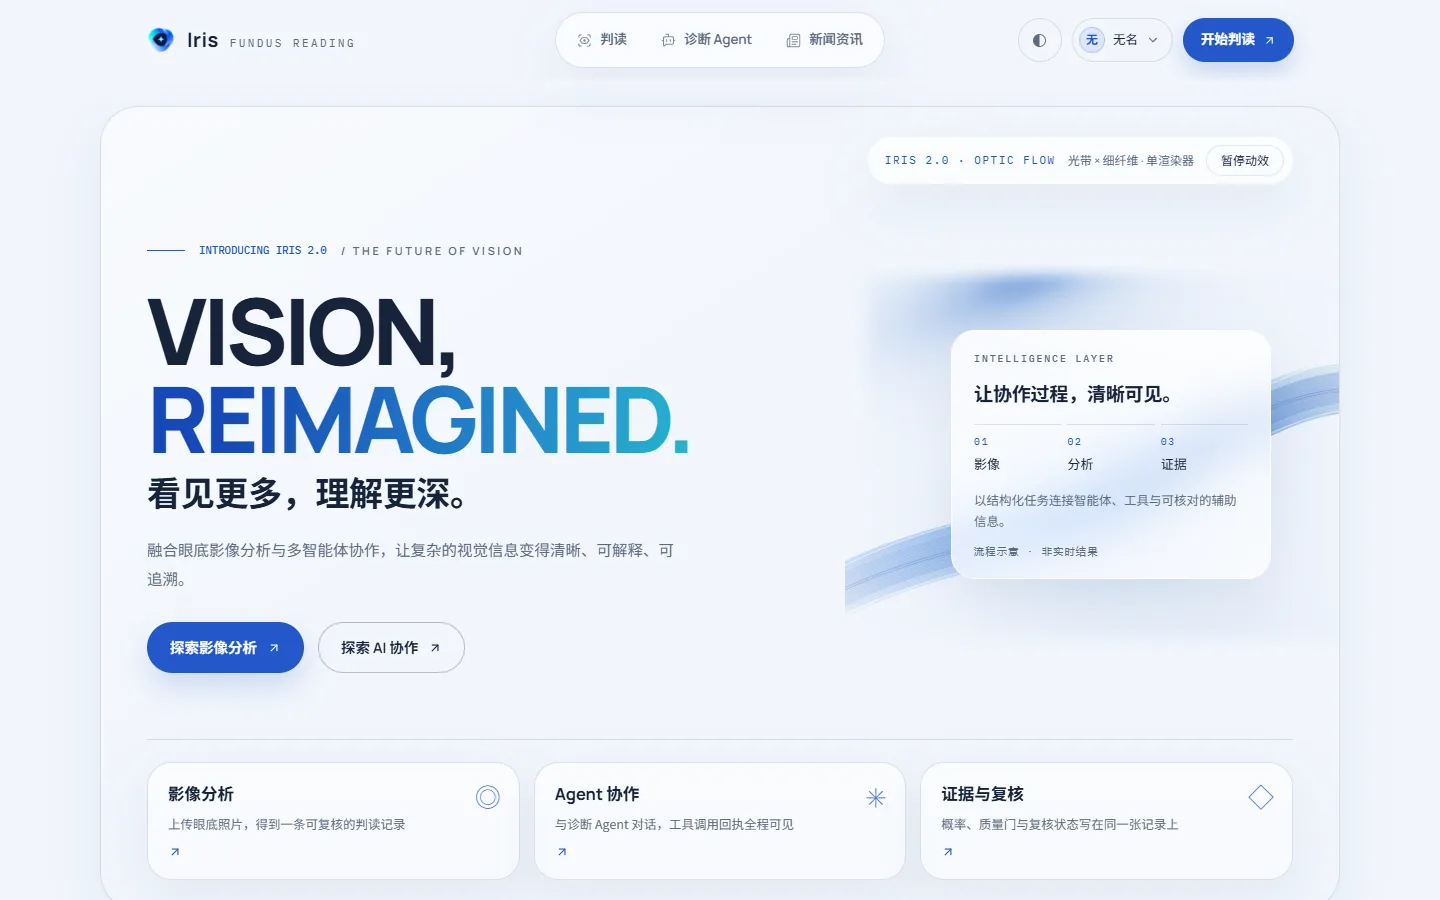 Iris FUNDUS READING
判读
诊断 Agent
新闻资讯
无 无名
开始判读
IRIS 2.0 · OPTIC FLOW 光带 × 细纤维 · 单渲染器 暂停动效
INTRODUCING IRIS 2.0 / THE FUTURE OF VISION
VISION,
REIMAGINED.
看见更多，理解更深。
融合眼底影像分析与多智能体协作，让复杂的视觉信息变得清晰、可解释、可
追溯。
探索影像分析
探索 AI 协作
INTELLIGENCE LAYER
让协作过程，清晰可见。
01 02 03
影像 分析 证据
以结构化任务连接智能体、工具与可核对的辅助
信息。
流程示意 · 非实时结果
影像分析
上传眼底照片，得到一条可复核的判读记录
Agent 协作
与诊断 Agent 对话，工具调用回执全程可见
证据与复核
概率、质量门与复核状态写在同一张记录上